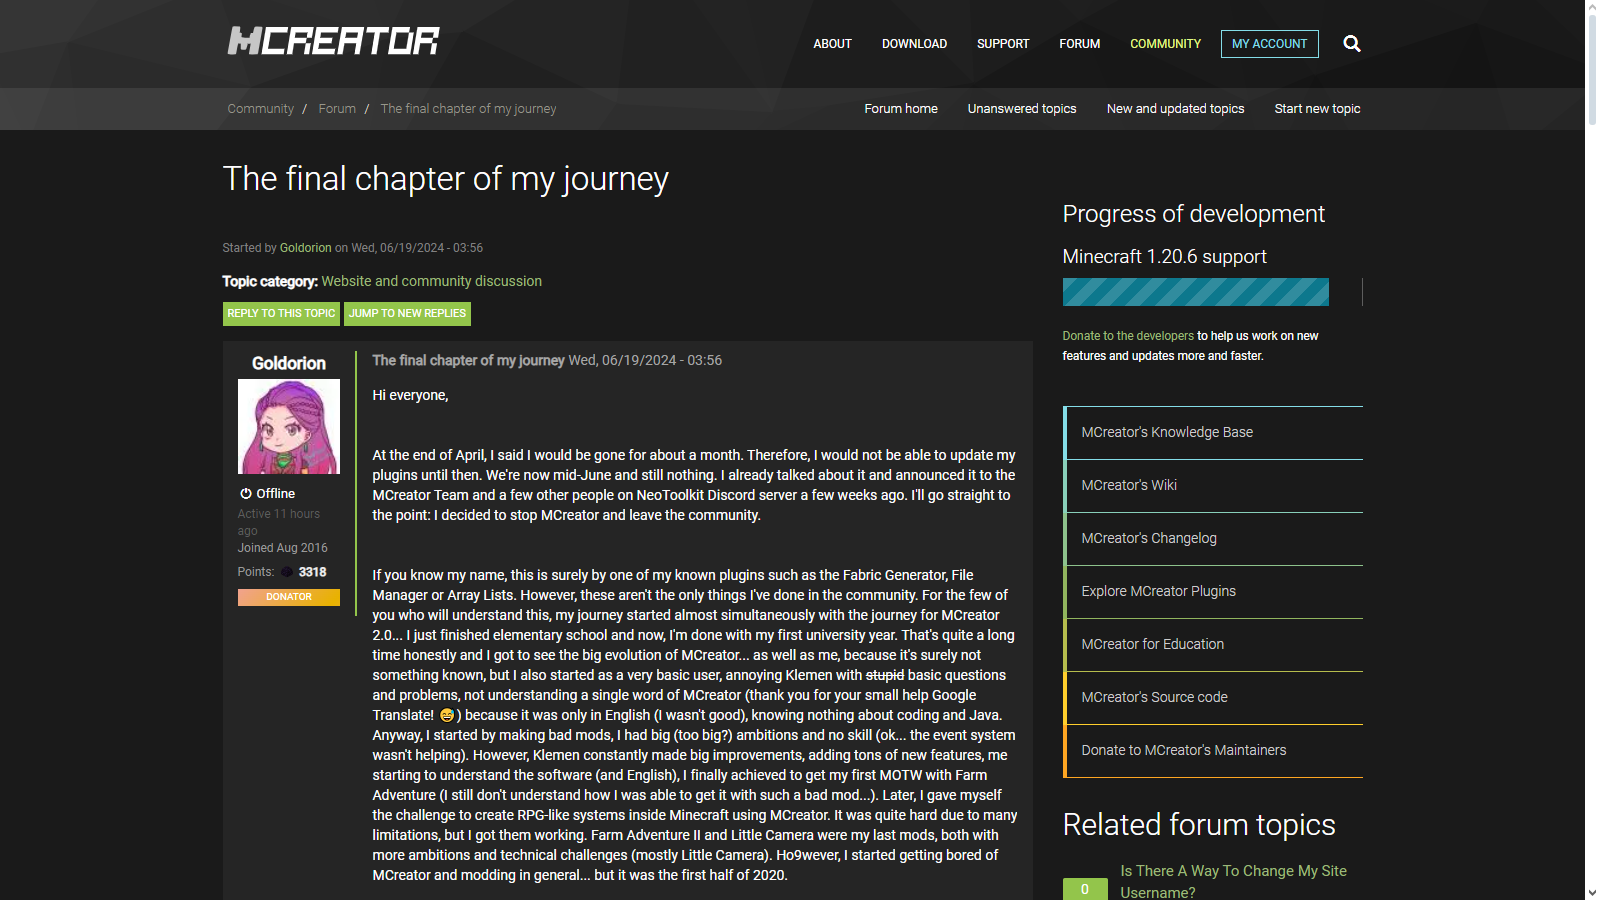 MCREATOR
ABOUT
DOWNLOAD
SUPPORT
FORUM
COMMUNITY
MY ACCOUNT
Community / Forum / The final chapter of my journey
Forum home
Unanswered topics
New and updated topics
Start new topic
The final chapter of my journey
Started by Goldorion on Wed, 06/19/2024 - 03:56
Topic category: Website and community discussion
REPLY TO THIS TOPIC
JUMP TO NEW REPLIES
Goldorion
Offline
Active 11 hours
ago
Joined Aug 2016
Points: 3318
DONATOR
The final chapter of my journey Wed, 06/19/2024 - 03:56
Hi everyone,
At the end of April, I said I would be gone for about a month. Therefore, I would not be able to update my
plugins until then. We're now mid-June and still nothing. I already talked about it and announced it to the
MCreator Team and a few other people on NeoToolkit Discord server a few weeks ago. I'll go straight to
the point: I decided to stop MCreator and leave the community.
If you know my name, this is surely by one of my known plugins such as the Fabric Generator, File
Manager or Array Lists. However, these aren't the only things I've done in the community. For the few of
you who will understand this, my journey started almost simultaneously with the journey for MCreator
2.0... I just finished elementary school and now, I'm done with my first university year. That's quite a long
time honestly and I got to see the big evolution of MCreator... as well as me, because it's surely not
something known, but I also started as a very basic user, annoying Klemen with stupid basic questions
and problems, not understanding a single word of MCreator (thank you for your small help Google
Translate! 😅) because it was only in English (I wasn't good), knowing nothing about coding and Java.
Anyway, I started by making bad mods, I had big (too big?) ambitions and no skill (ok... the event system
wasn't helping). However, Klemen constantly made big improvements, adding tons of new features, me
starting to understand the software (and English), I finally achieved to get my first MOTW with Farm
Adventure (I still don't understand how I was able to get it with such a bad mod...). Later, I gave myself
the challenge to create RPG-like systems inside Minecraft using MCreator. It was quite hard due to many
limitations, but I got them working. Farm Adventure II and Little Camera were my last mods, both with
more ambitions and technical challenges (mostly Little Camera). Ho9wever, I started getting bored of
MCreator and modding in general... but it was the first half of 2020.
Progress of development
Minecraft 1.20.6 support
Donate to the developers to help us work on new
features and updates more and faster.
MCreator's Knowledge Base
MCreator's Wiki
MCreator's Changelog
Explore MCreator Plugins
MCreator for Education
MCreator's Source code
Donate to MCreator's Maintainers
Related forum topics
0
Is There A Way To Change My Site
Username?